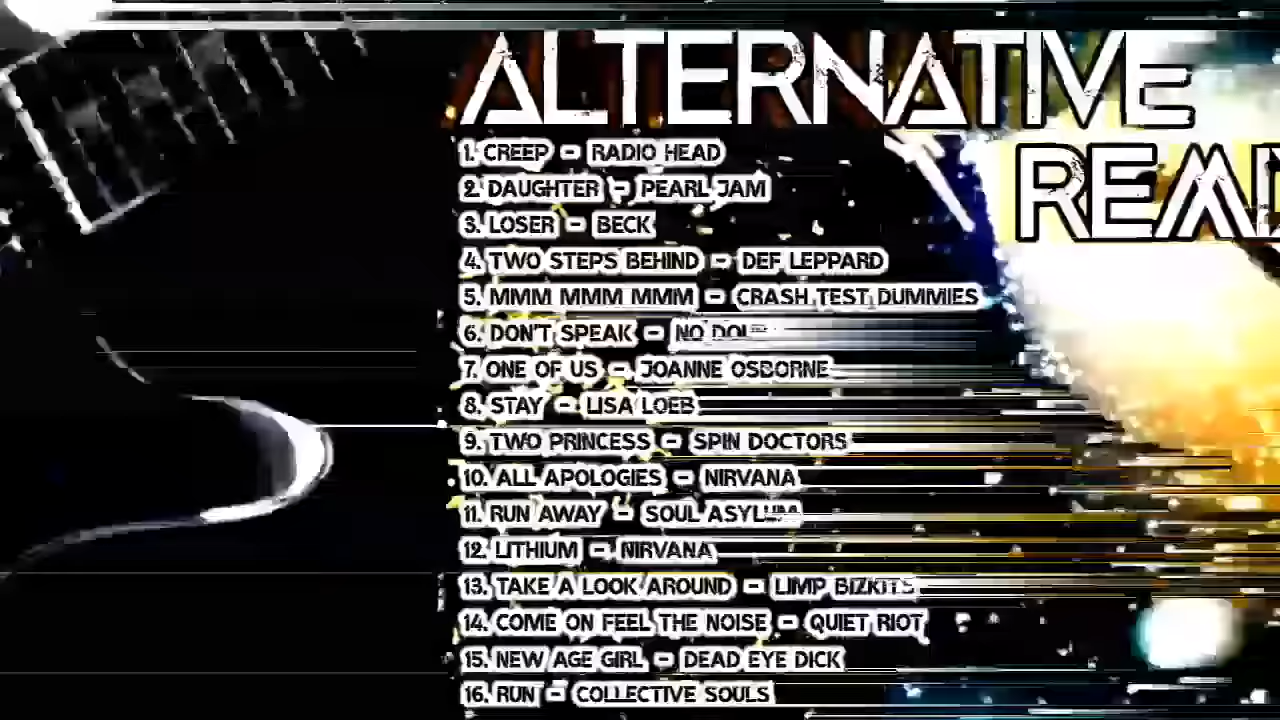 ALTERNATIVE
REMI
1. CREEP - RADIO HEAD
2. DAUGHTER - PEARL JAM
3. LOSER - BECK
4. TWO STEPS BEHIND - DEF LEPPARD
5. MMM MMM MMM - CRASH TEST DUMMIES
6. DON'T SPEAK - NO
7. ONE OF US - JOANNE OSBORNE
8. STAY - LISA LOEB
9. TWO PRINCESS - SPIN DOCTORS
10. ALL APOLOGIES - NIRVANA
11. RUN AWAY - SOUL ASYLUM
12. LITHIUM - NIRVANA
13. TAKE A LOOK AROUND - LIMP BIZKITS
14. COME ON FEEL THE NOISE - QUIET RIOT
15. NEW AGE GIRL - DEAD EYE DICK
16. RUN - COLLECTIVE SOULS